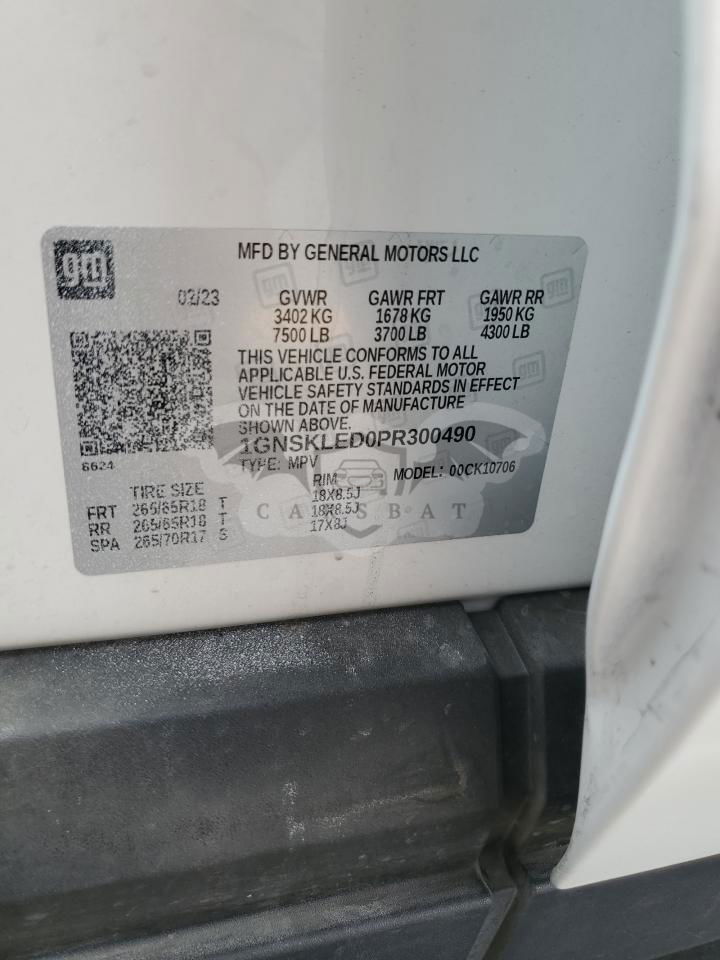 gm
MFD BY GENERAL MOTORS LLC
02/23 GVWR GAWR FRT GAWR RR
3402 KG 1678 KG 1950 KG
7500 LB 3700 LB 4300 LB
THIS VEHICLE CONFORMS TO ALL
APPLICABLE U.S. FEDERAL MOTOR
VEHICLE SAFETY STANDARDS IN EFFECT
ON THE DATE OF MANUFACTURE
SHOWN ABOVE.
1GNSKLED0PR300490
6624 TYPE: MPV MODEL: 00CK10706
TIRE SIZE RIM
FRT 265/65R18 T 18X8.5J
RR 265/65R18 T 18X8.5J
SPA 265/70R17 S 17X8J
CARSBAT